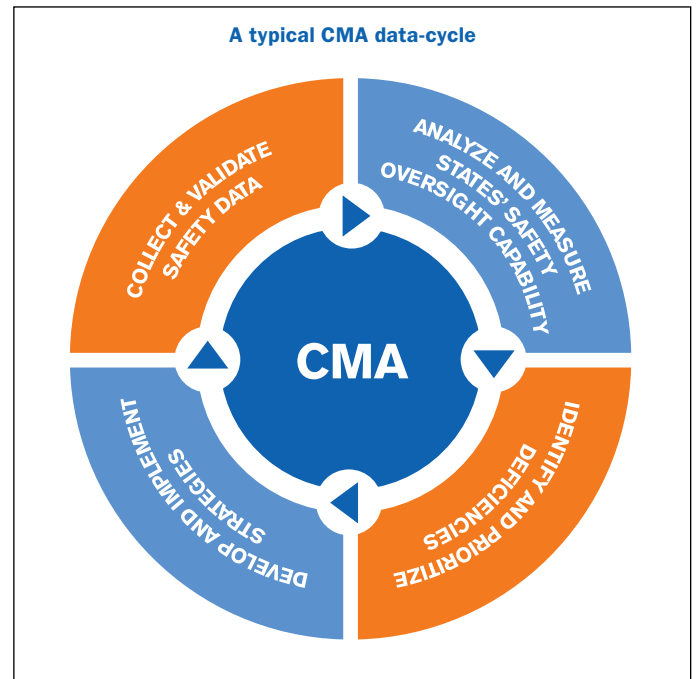 A typical CMA data-cycle
COLLECT & VALIDATE
SAFETY DATA
ANALYZE AND MEASURE
STATES' SAFETY
OVERSIGHT CAPABILITY
CMA
IDENTIFY AND PRIORITIZE
DEFICIENCIES
DEVELOP AND IMPLEMENT
STRATEGIES